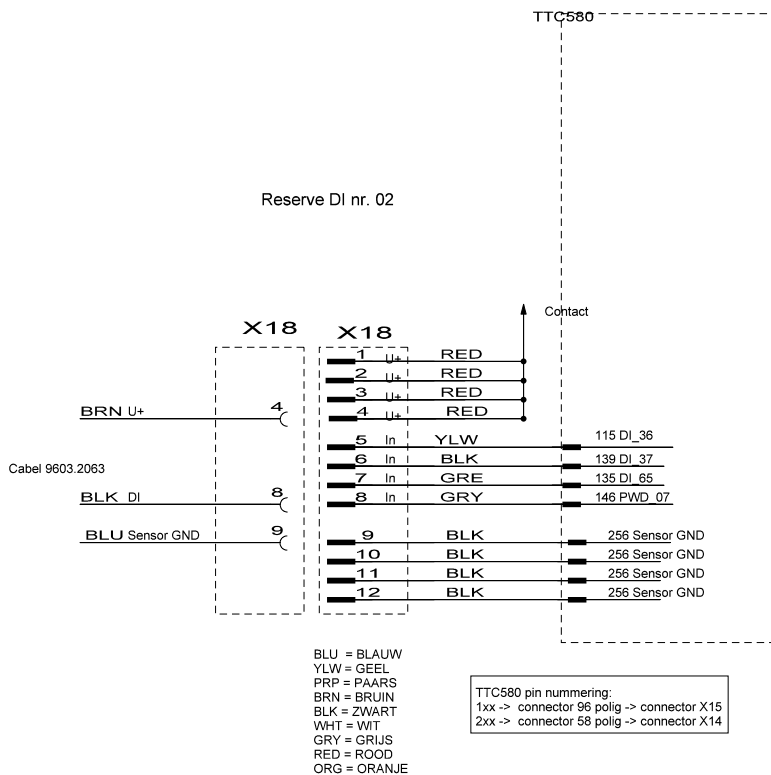 TTC580
Reserve DI nr. 02
Contact
X18
X18
1 U+ RED
2 U+ RED
3 U+ RED
BRN U+ 4
4 U+ RED
5 In YLW 115 DI_36
6 In BLK 139 DI_37
Cabel 9603.2063
7 In GRE 135 DI_65
BLK DI 8
8 In GRY 146 PWD_07
BLU Sensor GND 9
9 BLK 256 Sensor GND
10 BLK 256 Sensor GND
11 BLK 256 Sensor GND
12 BLK 256 Sensor GND
BLU = BLAUW
YLW = GEEL
PRP = PAARS
BRN = BRUIN
BLK = ZWART
WHT = WIT
GRY = GRIJS
RED = ROOD
ORG = ORANJE
TTC580 pin nummering:
1xx -> connector 96 polig -> connector X15
2xx -> connector 58 polig -> connector X14